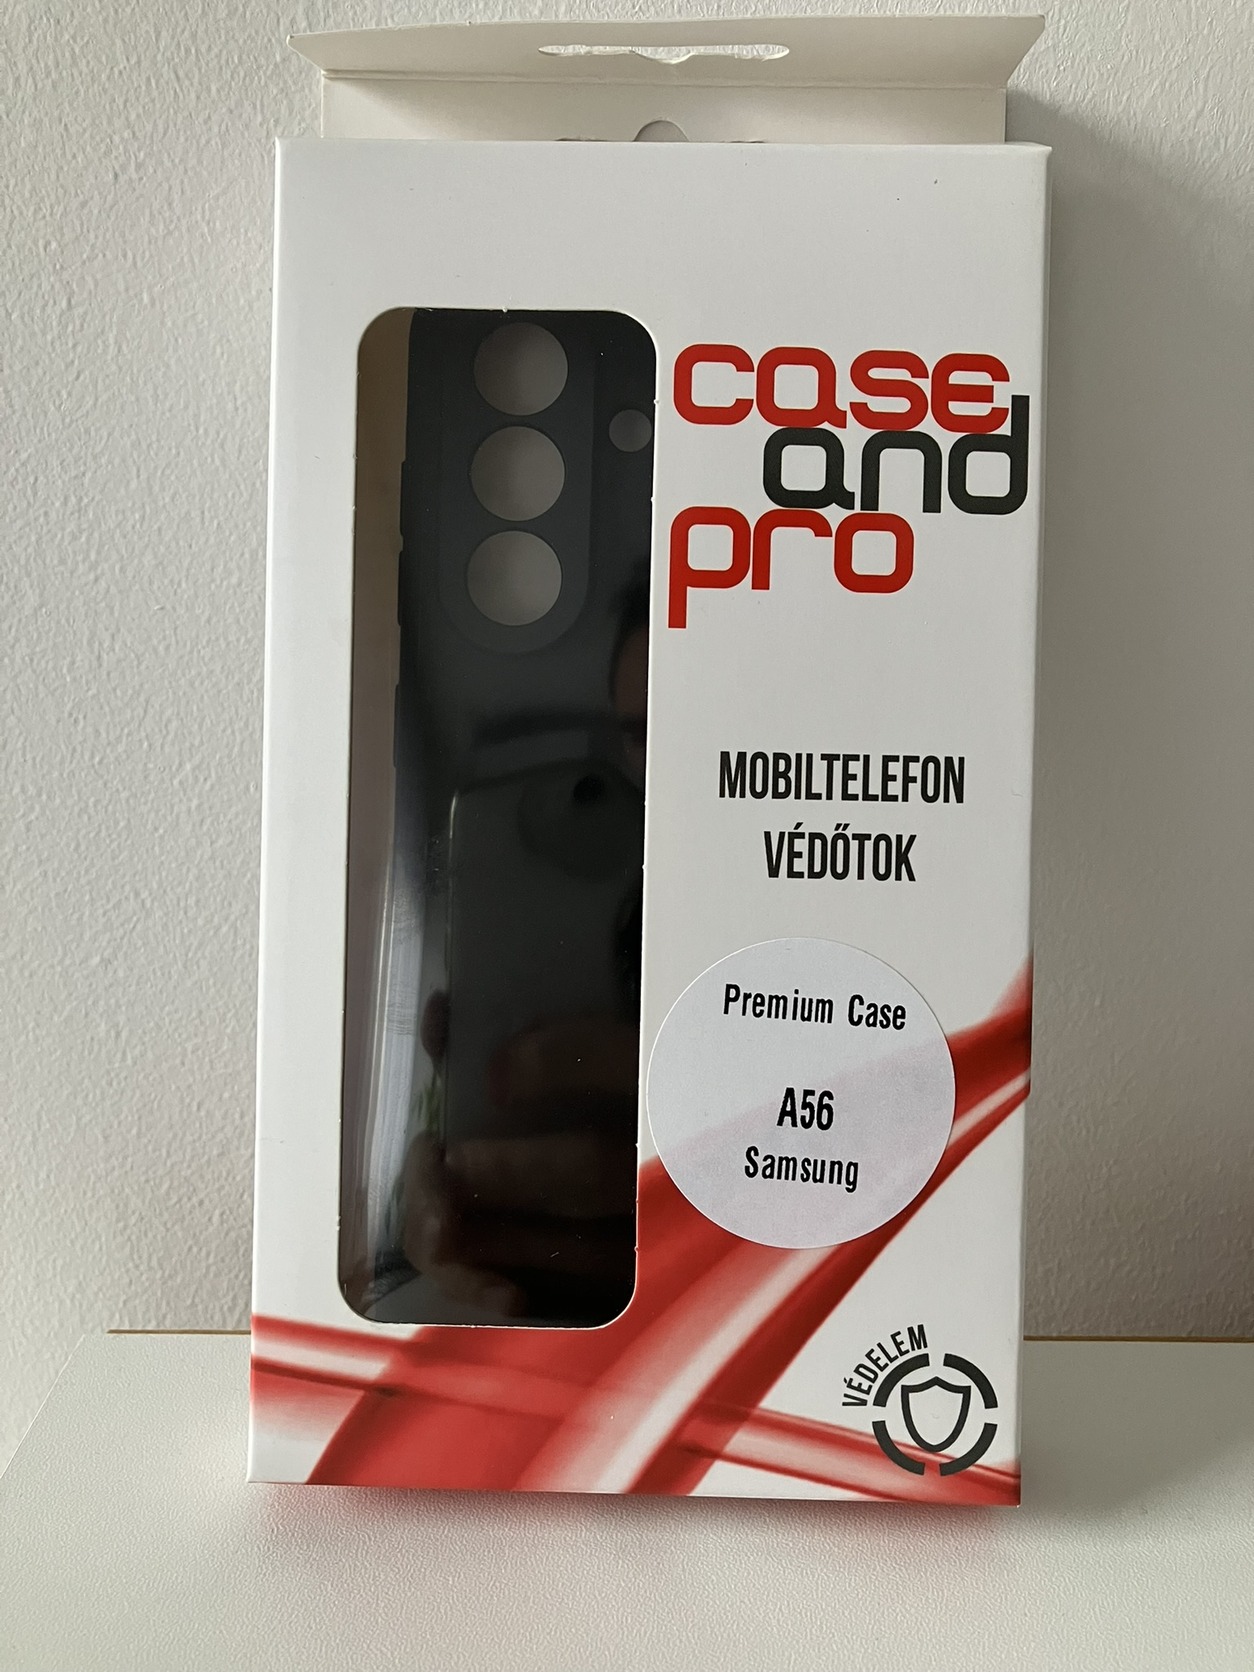 case
and
pro
MOBILTELEFON
VÉDŐTOK
Premium Case
A56
Samsung
VÉDELEM